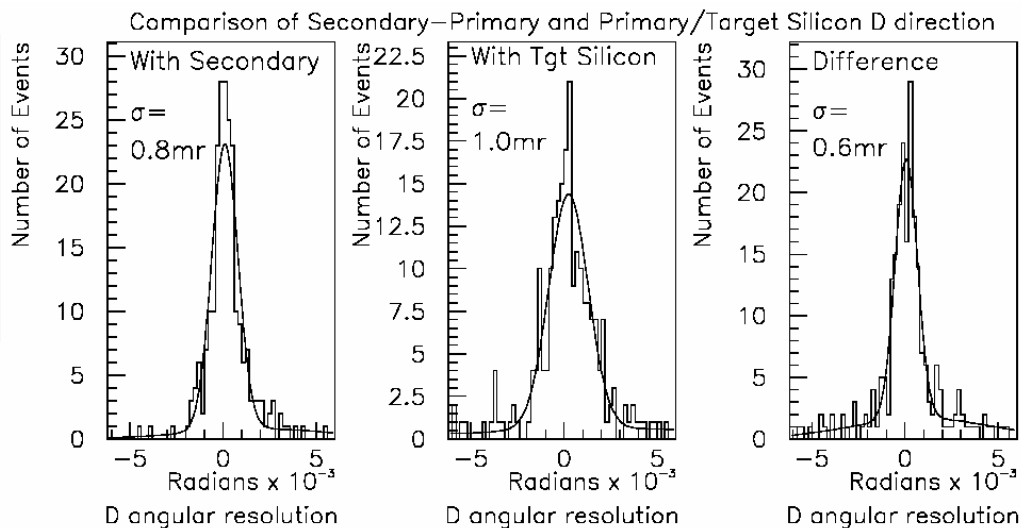 Comparison of Secondary-Primary and Primary/Target Silicon D direction
Number of Events
30
25
20
15
10
5
0
With Secondary
σ=
0.8mr
-5 0 5
Radians x 10⁻³
D angular resolution
Number of Events
22.5
20
17.5
15
12.5
10
7.5
5
2.5
0
With Tgt Silicon
σ=
1.0mr
-5 0 5
Radians x 10⁻³
D angular resolution
Number of Events
30
25
20
15
10
5
0
Difference
σ=
0.6mr
-5 0 5
Radians x 10⁻³
D angular resolution